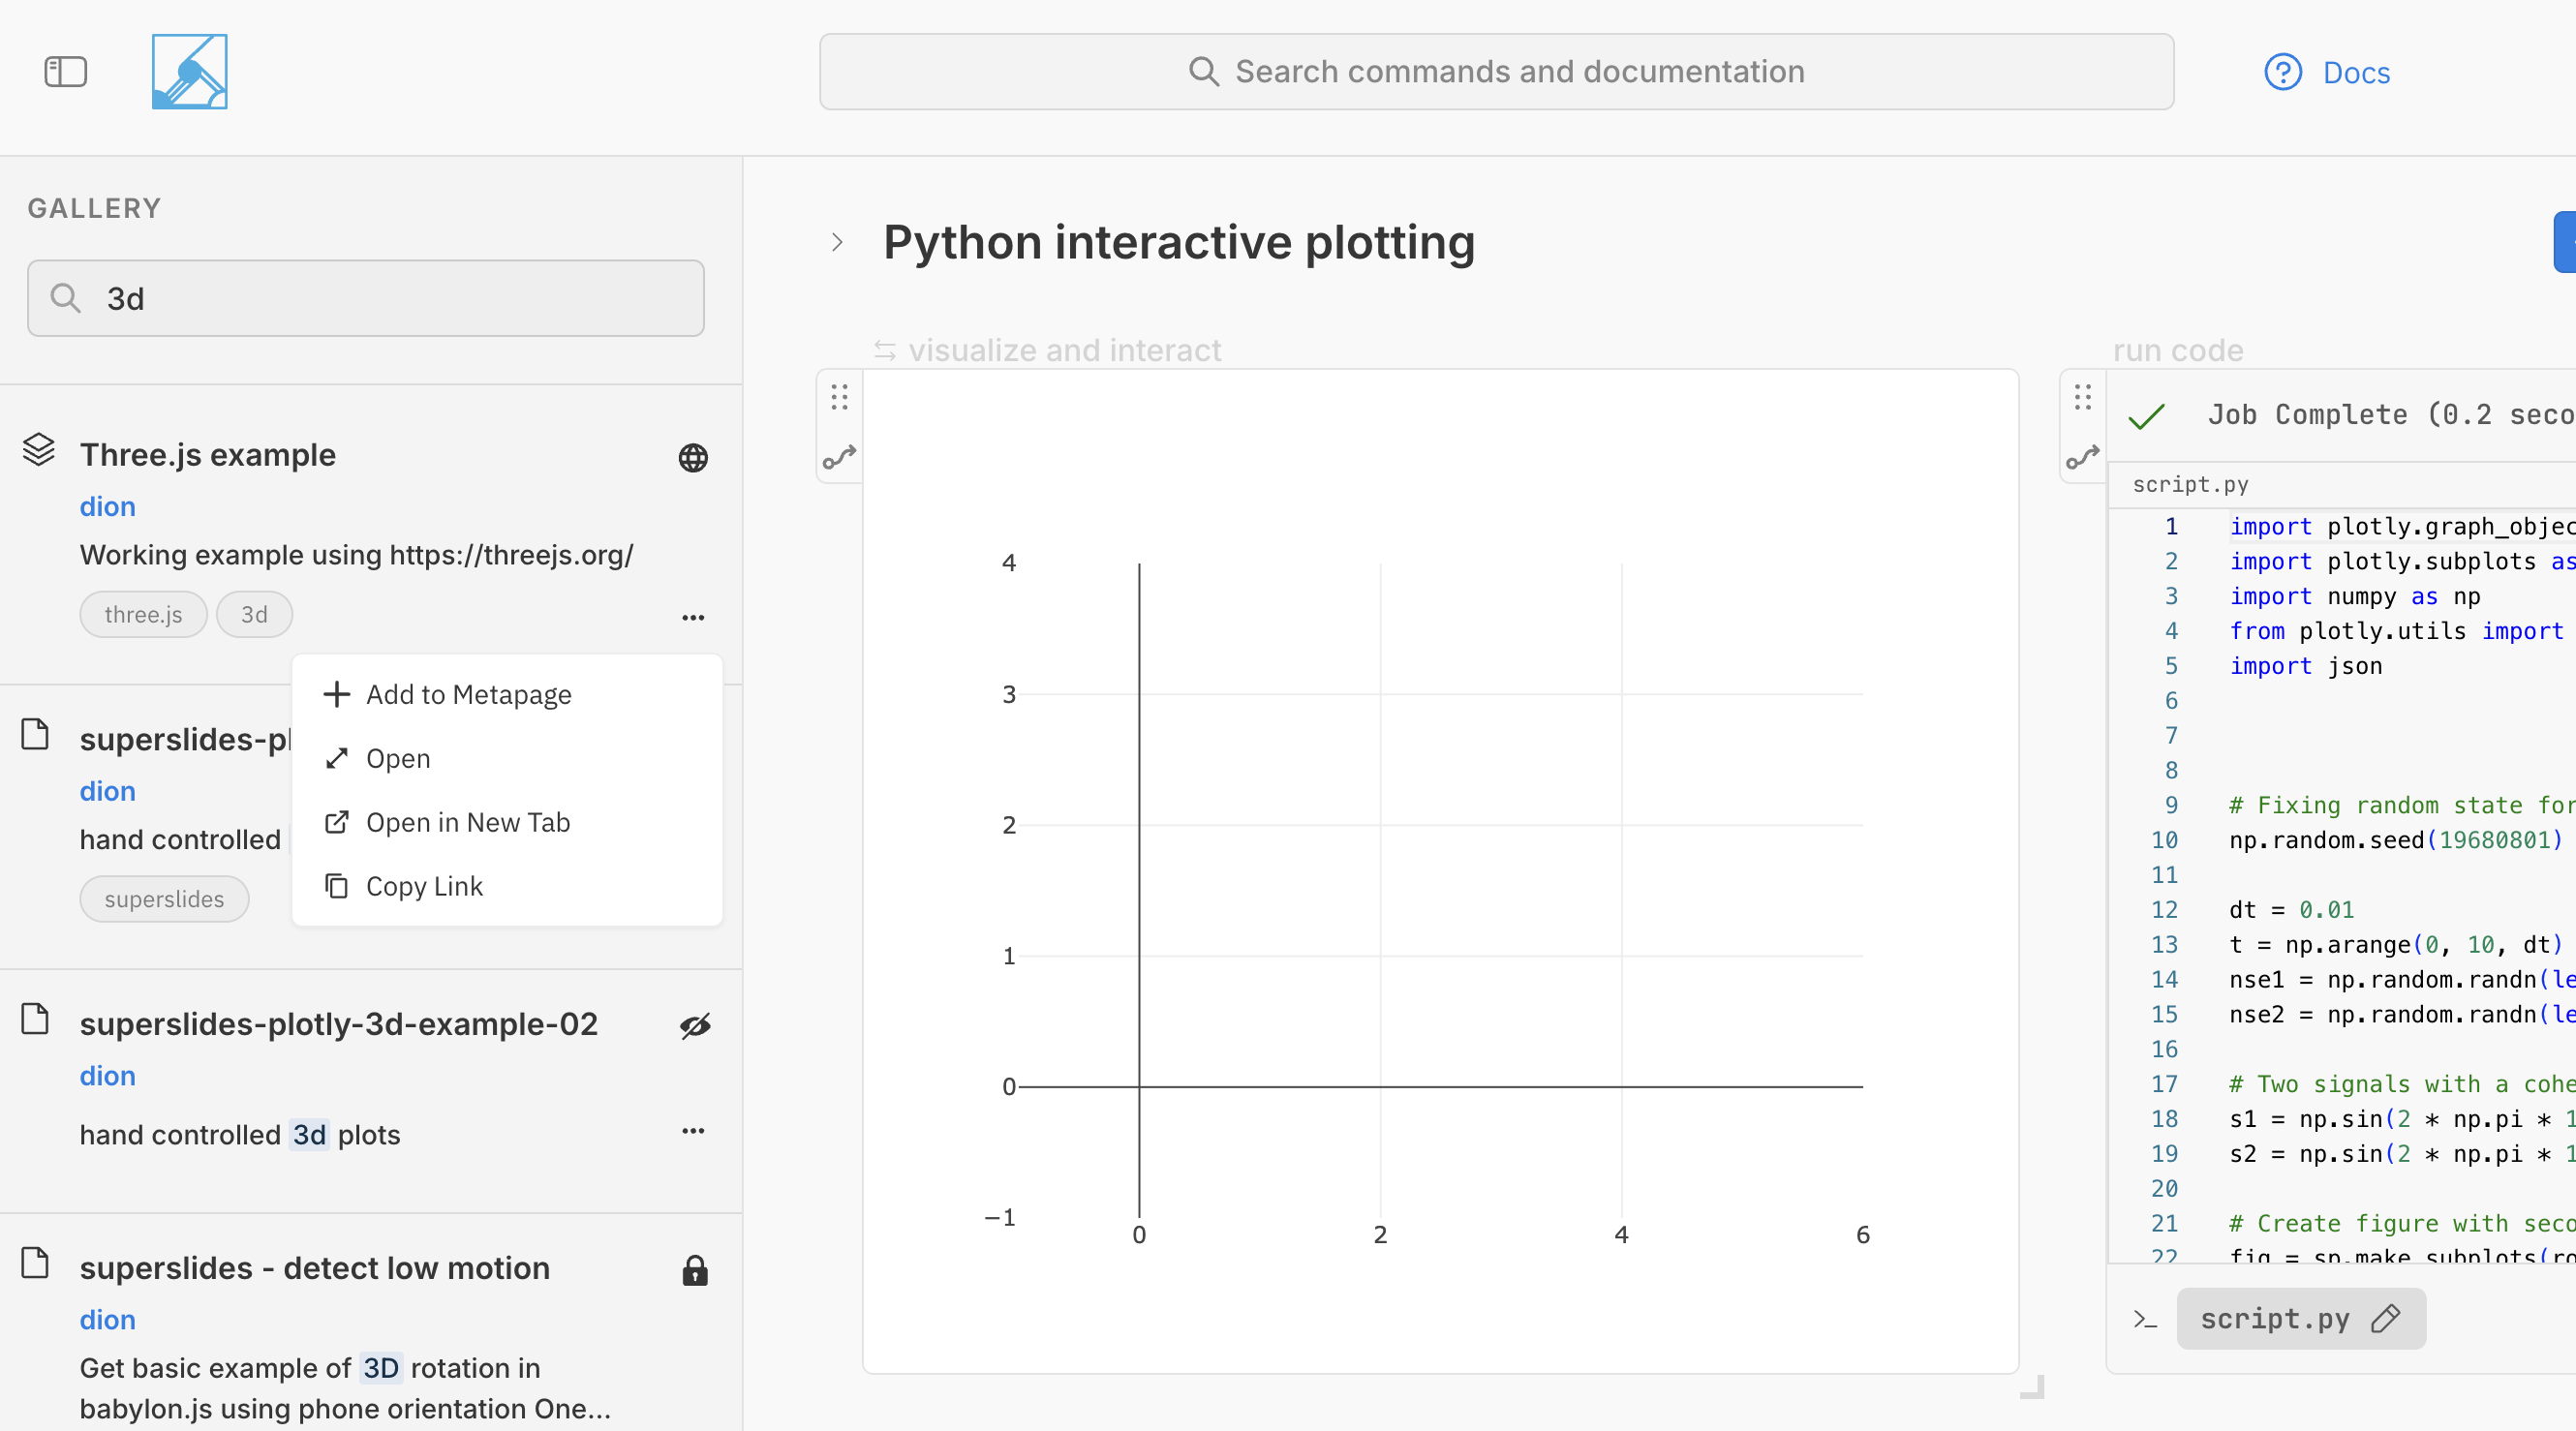 Search commands and documentation
Docs
GALLERY
3d
Three.js example
dion
Working example using https://threejs.org/
three.js
3d
Add to Metapage
Open
Open in New Tab
Copy Link
superslides-pl
dion
hand controlled
superslides
superslides-plotly-3d-example-02
dion
hand controlled 3d plots
superslides - detect low motion
dion
Get basic example of 3D rotation in
babylon.js using phone orientation One...
Python interactive plotting
visualize and interact
4
3
2
1
0
−1
0 2 4 6
run code
Job Complete (0.2 seco
script.py
1 import plotly.graph_objec
2 import plotly.subplots as
3 import numpy as np
4 from plotly.utils import
5 import json
6
7
8
9 # Fixing random state for
10 np.random.seed(19680801)
11
12 dt = 0.01
13 t = np.arange(0, 10, dt)
14 nse1 = np.random.randn(le
15 nse2 = np.random.randn(le
16
17 # Two signals with a cohe
18 s1 = np.sin(2 * np.pi * 1
19 s2 = np.sin(2 * np.pi * 1
20
21 # Create figure with seco
22 fig = sp.make_subplots(ro
script.py